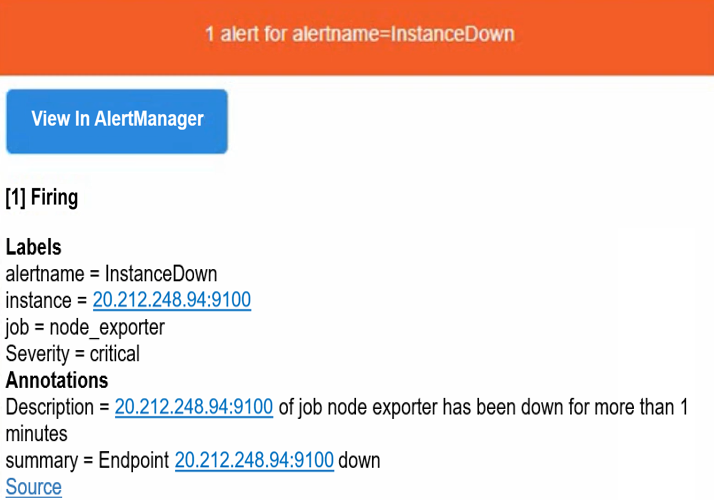 1 alert for alertname=InstanceDown
View In AlertManager
[1] Firing
Labels
alertname = InstanceDown
instance = 20.212.248.94:9100
job = node_exporter
Severity = critical
Annotations
Description = 20.212.248.94:9100 of job node exporter has been down for more than 1
minutes
summary = Endpoint 20.212.248.94:9100 down
Source